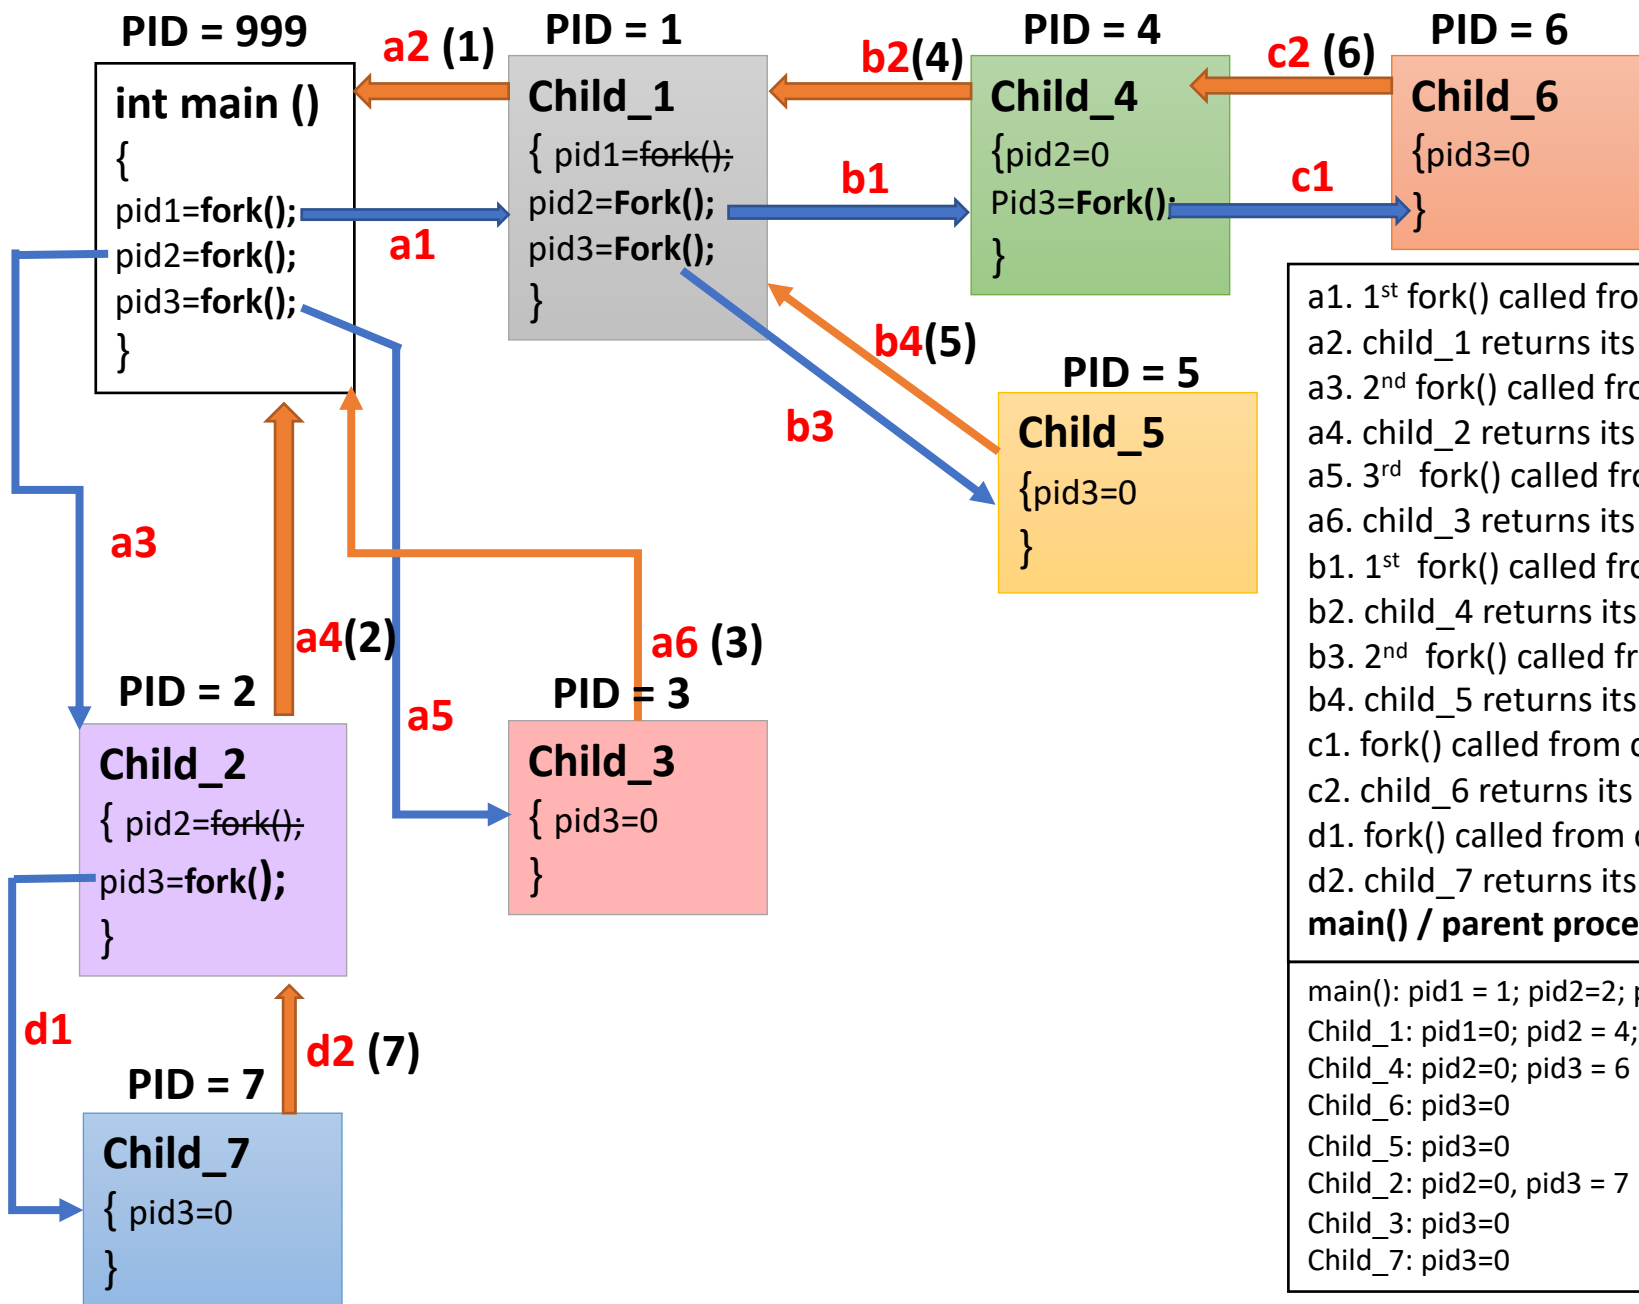 PID = 999
a2 (1)
PID = 1
b2(4)
PID = 4
c2 (6)
PID = 6
int main ()
{
pid1=fork();
pid2=fork();
pid3=fork();
}
a1
Child_1
{ pid1=fork();
pid2=Fork();
pid3=Fork();
}
b1
Child_4
{pid2=0
Pid3=Fork();
}
c1
Child_6
{pid3=0
}
b4(5)
b3
PID = 5
Child_5
{pid3=0
}
a3
a4(2)
a5
a6 (3)
PID = 2
Child_2
{ pid2=fork();
pid3=fork();
}
PID = 3
Child_3
{ pid3=0
}
d1
d2 (7)
PID = 7
Child_7
{ pid3=0
}
a1. 1st fork() called fro
a2. child_1 returns its
a3. 2nd fork() called fro
a4. child_2 returns its
a5. 3rd fork() called fro
a6. child_3 returns its
b1. 1st fork() called fro
b2. child_4 returns its
b3. 2nd fork() called fr
b4. child_5 returns its
c1. fork() called from c
c2. child_6 returns its
d1. fork() called from
d2. child_7 returns its
main() / parent proce
main(): pid1 = 1; pid2=2; p
Child_1: pid1=0; pid2 = 4;
Child_4: pid2=0; pid3 = 6
Child_6: pid3=0
Child_5: pid3=0
Child_2: pid2=0, pid3 = 7
Child_3: pid3=0
Child_7: pid3=0